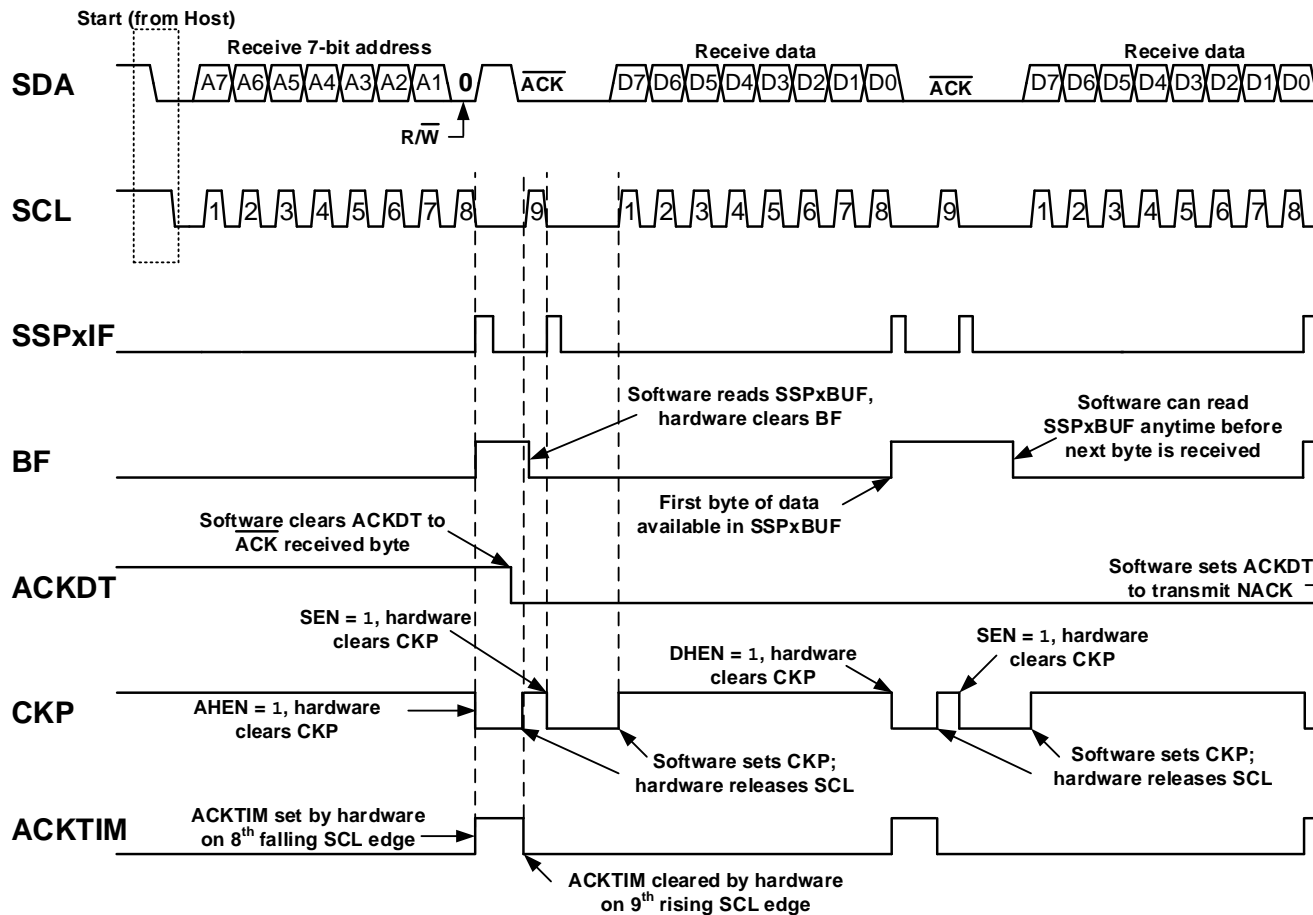 Start (from Host)
Receive 7-bit address
Receive data
Receive data
SDA
A7 A6 A5 A4 A3 A2 A1 0
ACK
D7 D6 D5 D4 D3 D2 D1 D0
ACK
D7 D6 D5 D4 D3 D2 D1 D0
R/W
SCL
1 2 3 4 5 6 7 8 9 1 2 3 4 5 6 7 8 9 1 2 3 4 5 6 7 8
SSPxIF
Software reads SSPxBUF,
hardware clears BF
Software can read
SSPxBUF anytime before
next byte is received
BF
First byte of data
available in SSPxBUF
Software clears ACKDT to
ACK received byte
ACKDT
Software sets ACKDT
to transmit NACK
SEN = 1, hardware
clears CKP
DHEN = 1, hardware
clears CKP
SEN = 1, hardware
clears CKP
CKP
AHEN = 1, hardware
clears CKP
Software sets CKP;
hardware releases SCL
Software sets CKP;
hardware releases SCL
ACKTIM
ACKTIM set by hardware
on 8th falling SCL edge
ACKTIM cleared by hardware
on 9th rising SCL edge